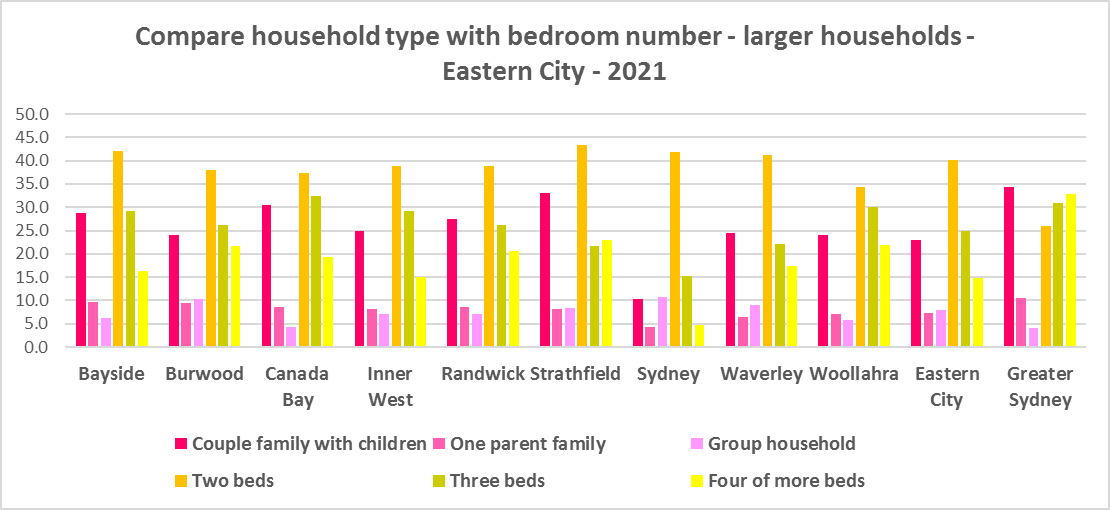 Compare household type with bedroom number - larger households -
Eastern City - 2021
50.0
45.0
40.0
35.0
30.0
25.0
20.0
15.0
10.0
5.0
0.0
Bayside Burwood Canada Bay Inner West Randwick Strathfield Sydney Waverley Woollahra Eastern City Greater Sydney
Couple family with children One parent family Group household
Two beds Three beds Four of more beds